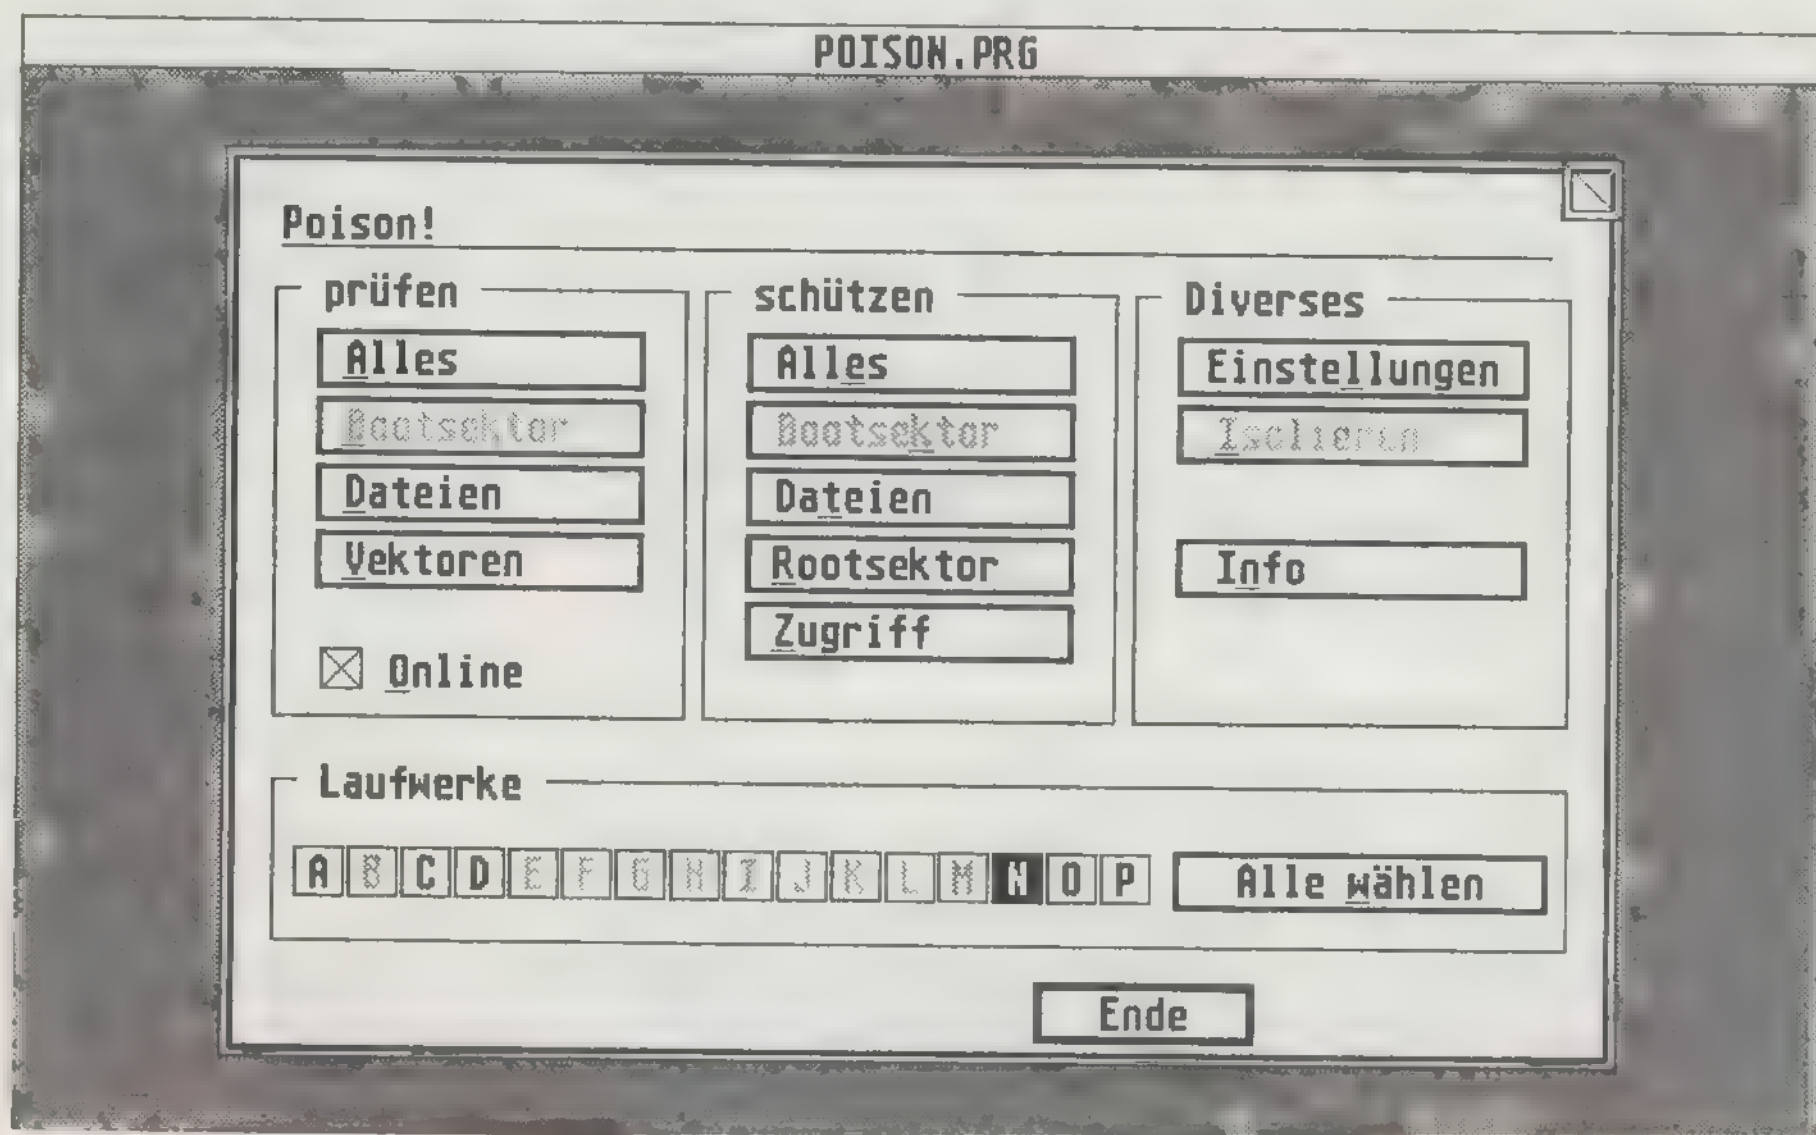 POISON.PRG
Poison!
prüfen
Alles
Bootsektor
Dateien
Vektoren
Online
schützen
Alles
Bootsektor
Dateien
Rootsektor
Zugriff
Diverses
Einstellungen
Isolieren
Info
Laufwerke
A B C D E F G H I J K L M N O P
Alle wählen
Ende